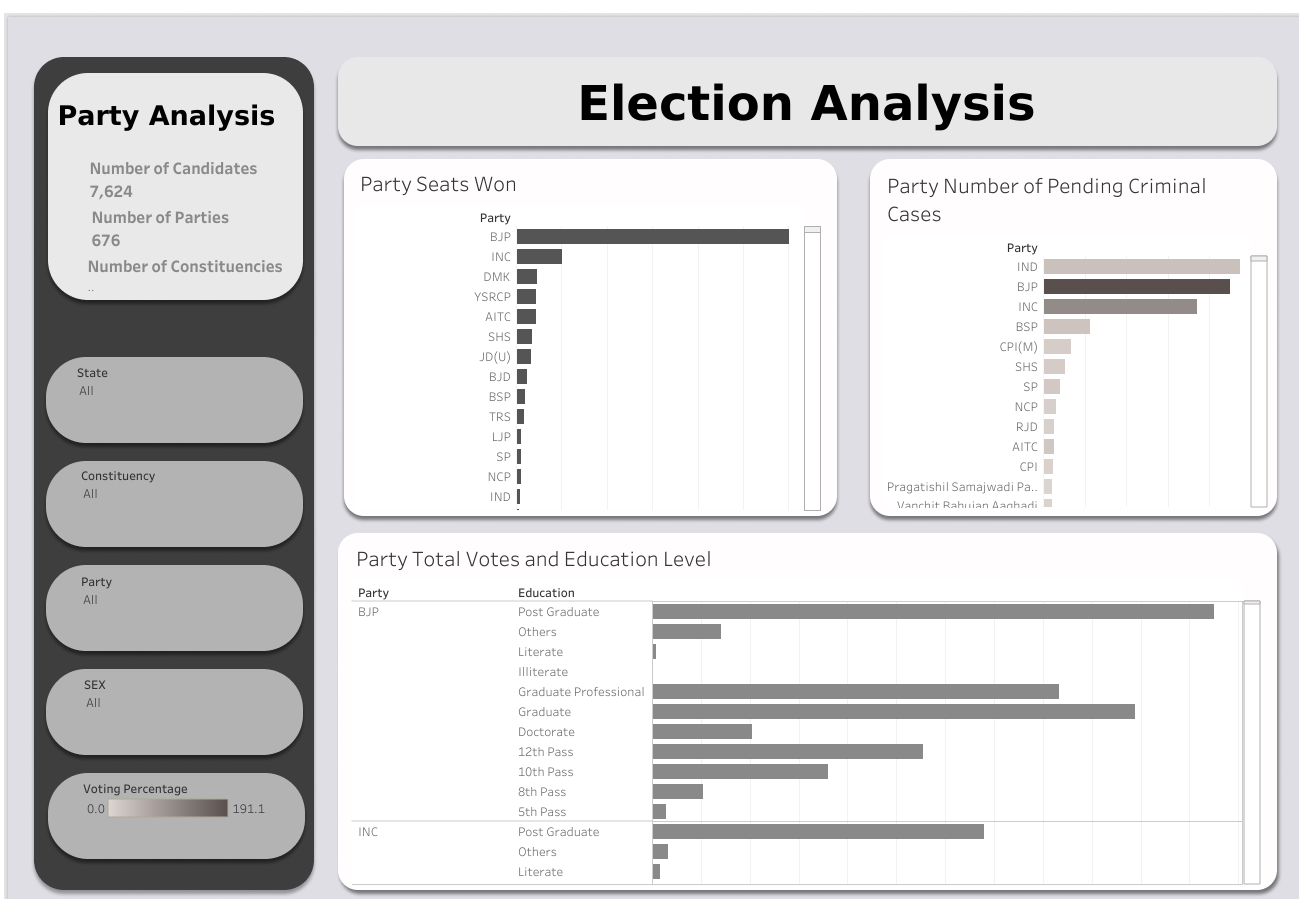 Party Analysis
Number of Candidates
7,624
Number of Parties
676
Number of Constituencies
..
State
All
Constituency
All
Party
All
SEX
All
Voting Percentage
0.0 191.1
Election Analysis
Party Seats Won
Party
BJP
INC
DMK
YSRCP
AITC
SHS
JD(U)
BJD
BSP
TRS
LJP
SP
NCP
IND
Party Number of Pending Criminal
Cases
Party
IND
BJP
INC
BSP
CPI(M)
SHS
SP
NCP
RJD
AITC
CPI
Pragatishil Samajwadi Pa..
Vanchit Bahujan Aaghadi
Party Total Votes and Education Level
Party Education
BJP Post Graduate
Others
Literate
Illiterate
Graduate Professional
Graduate
Doctorate
12th Pass
10th Pass
8th Pass
5th Pass
INC Post Graduate
Others
Literate